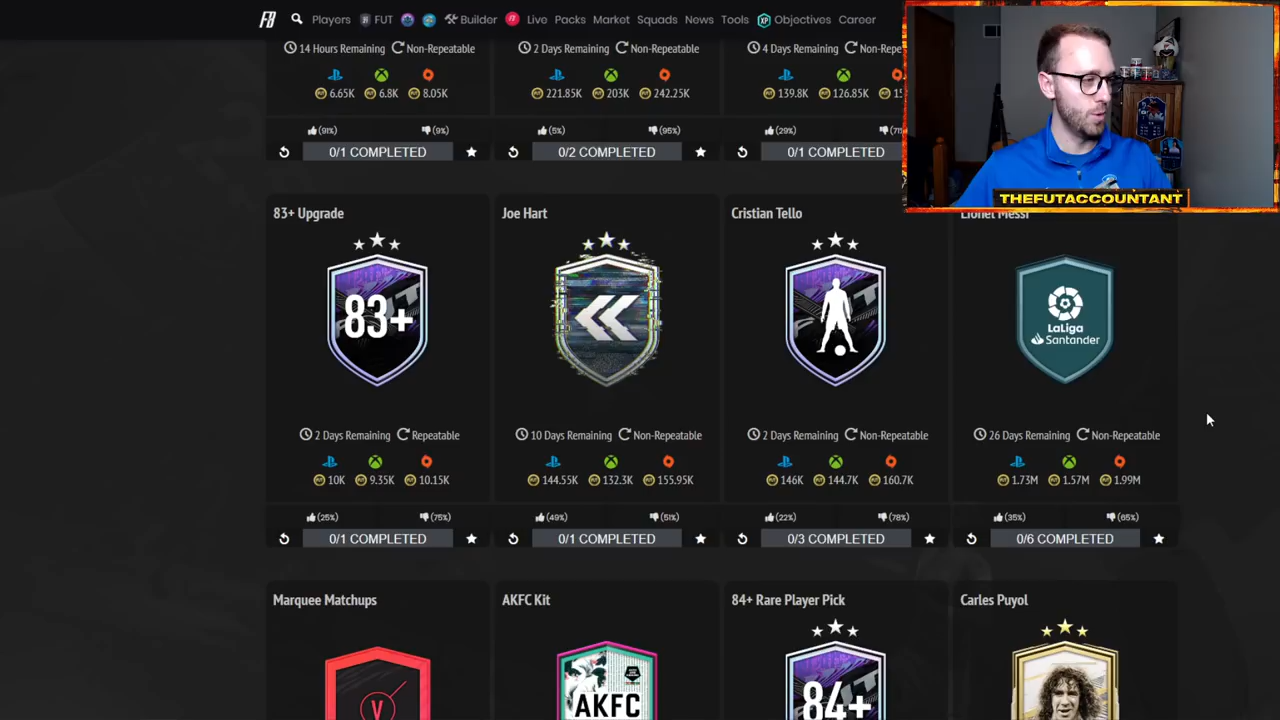 FB Players FUT Builder Live Packs Market Squads News Tools XP Objectives Career
14 Hours Remaining Non-Repeatable
6.65K 6.8K 8.05K
(91%) (9%)
0/1 COMPLETED
2 Days Remaining Non-Repeatable
221.85K 203K 242.25K
(5%) (95%)
0/2 COMPLETED
4 Days Remaining
139.8K 126.85K
(29%)
0/1 COMPLETED
THEFUTACCOUNTANT
83+ Upgrade
83+
2 Days Remaining Repeatable
10K 9.35K 10.15K
(25%) (75%)
0/1 COMPLETED
Joe Hart
10 Days Remaining Non-Repeatable
144.55K 132.3K 155.95K
(49%) (51%)
0/1 COMPLETED
Cristian Tello
2 Days Remaining Non-Repeatable
146K 144.7K 160.7K
(22%) (78%)
0/3 COMPLETED
Lionel Messi
LaLiga
Santander
26 Days Remaining Non-Repeatable
1.73M 1.57M 1.99M
(35%) (65%)
0/6 COMPLETED
Marquee Matchups
V
AKFC Kit
AKFC
84+ Rare Player Pick
84+
Carles Puyol